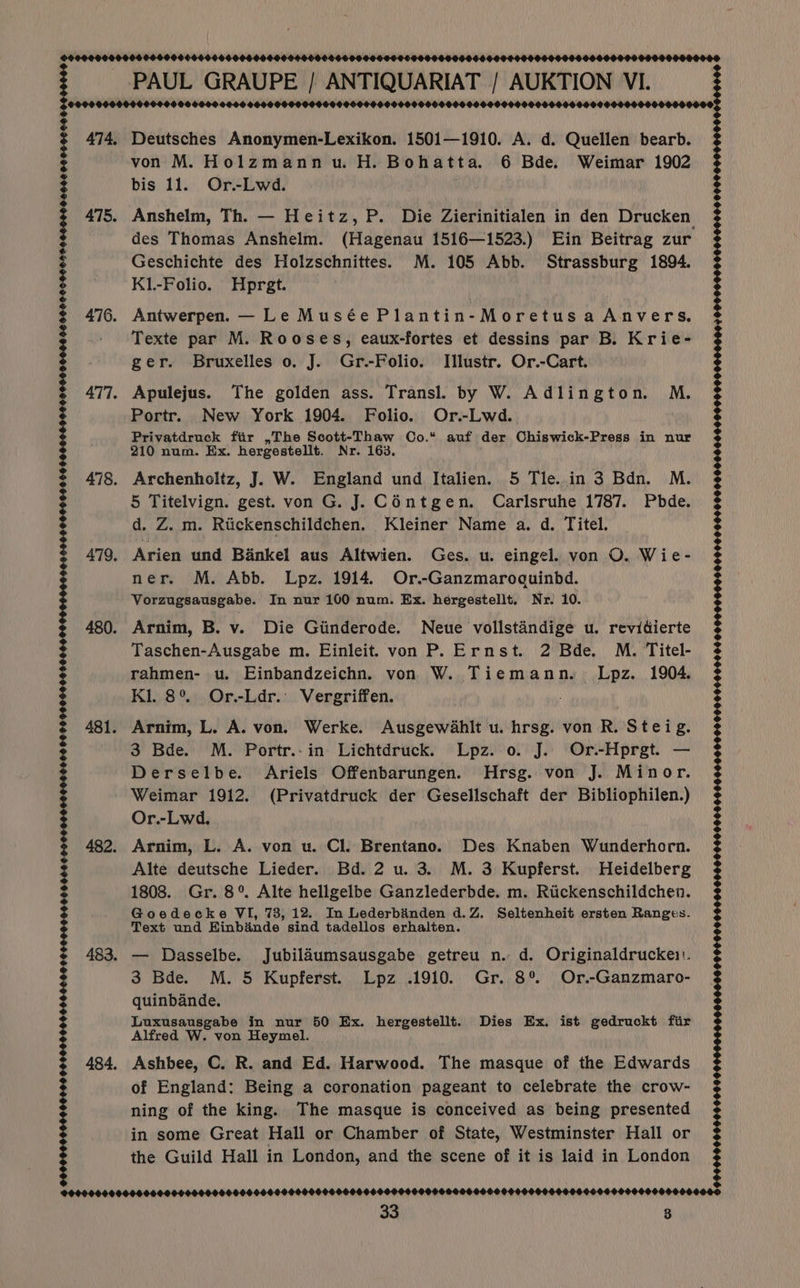 PAUL GRAUPE / ANTIQUARIAT / AUKTION VI.
474. Deutsches Anonymen-Lexikon. 1501—1910. A. d. Quellen bearb.
von M. Holzmann u. H. Bohatta. 6 Bde. Weimar 1902
bis 11. Or.-Lwd.
475. Anshelm, Th. — Heitz, P. Die Zierinitialen in den Drucken
des Thomas Anshelm. (Hagenau 1516—1523.) Ein Beitrag zur
Geschichte des Holzschnittes. M. 105 Abb. Strassburg 1894.
Kl.-Folio. Hprgt.
476. Antwerpen. — Le Musée Plantin-Moretus a Anvers.
Texte par M. Rooses, eaux-fortes et dessins par B. Krie-
ger. Bruxelles o. J. Gr.-Folio. Illustr. Or.-Cart.
477. Apulejus. The golden ass. Transl. by W. Adlington. M.
Portr. New York 1904. Folio. Or.-Lwd.
Privatdruck für „The Scott-Thaw Co.“ auf der Chiswick-Press in nur
210 num. Ex. hergestellt. Nr. 163.
478. Archenholtz, J. W. England und Italien. 5 Tle. in 3 Bdn. M.
5 Titelvign. gest. von G. J. Cöntgen. Carlsruhe 1787. Pbde.
d. Z. m. Rückenschildchen. Kleiner Name a. d. Titel.
479. Arien und Bänkel aus Altwien. Ges. u. eingel. von O. Wie-
ner. M. Abb. Lpz. 1914. Or.-Ganzmaroquinbd.
Vorzugsausgabe. In nur 100 num. Ex. hergestellt. Nr. 10.
480. Arnim, B. v. Die Günderode. Neue vollständige u. revidierte
Taschen-Ausgabe m. Einleit. von P. Ernst. 2 Bde. M. Titel-
rahmen- u. Einbandzeichn. von W. Tiemann. Lpz. 1904.
Kl. 8°. Or.-Ldr. Vergriffen.
481. Arnim, L. A. von. Werke. Ausgewählt u. hrsg. von R. Steig.
3 Bde. M. Portr. in Lichtdruck. Lpz. o. J. Or.-Hprgt. —
Derselbe. Ariels Offenbarungen. Hrsg. von J. Minor.
Weimar 1912. (Privatdruck der Gesellschaft der Bibliophilen.)
Or.-Lwd.
482. Arnim, L. A. von u. Cl. Brentano. Des Knaben Wunderhorn.
Alte deutsche Lieder. Bd. 2 u. 3. M. 3 Kupferst. Heidelberg
1808. Gr. 8°. Alte hellgelbe Ganzlederbde. m. Rückenschildchen.
Goedecke VI, 73, 12. In Lederbänden d. Z. Seltenheit ersten Ranges.
Text und Einbände sind tadellos erhalten.
483. — Dasselbe. Jubiläumsausgabe getreu n. d. Originaldrucken.
3 Bde. M. 5 Kupferst. Lpz .1910. Gr. 8°. Or.-Ganzmaro-
quinbände.
Luxusausgabe in nur 50 Ex. hergestellt. Dies Ex. ist gedruckt für
Alfred W. von Heymel.
484. Ashbee, C. R. and Ed. Harwood. The masque of the Edwards
of England: Being a coronation pageant to celebrate the crow-
ning of the king. The masque is conceived as being presented
in some Great Hall or Chamber of State, Westminster Hall or
the Guild Hall in London, and the scene of it is laid in London
33 3